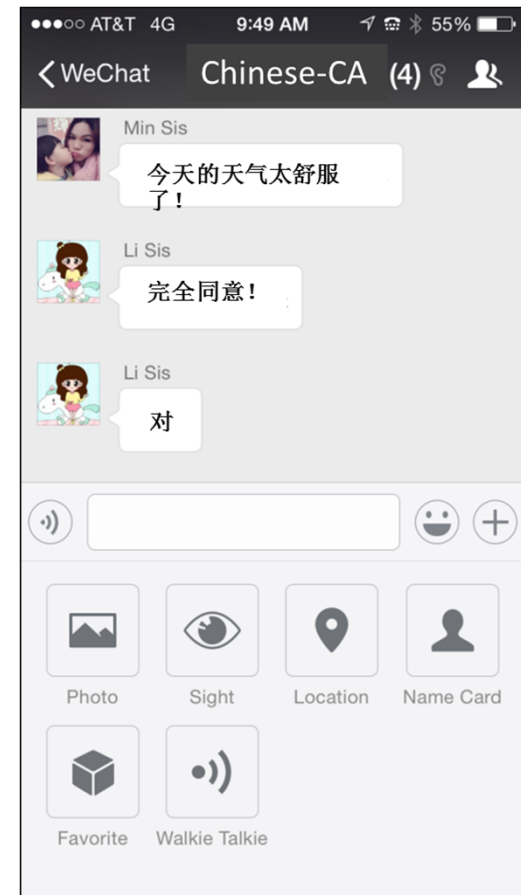 ●●●○○ AT&T 4G 9:49 AM 55%
WeChat Chinese-CA (4)
Min Sis
今天的天气太舒服
了！
Li Sis
完全同意！
Li Sis
对
Photo Sight Location Name Card
Favorite Walkie Talkie